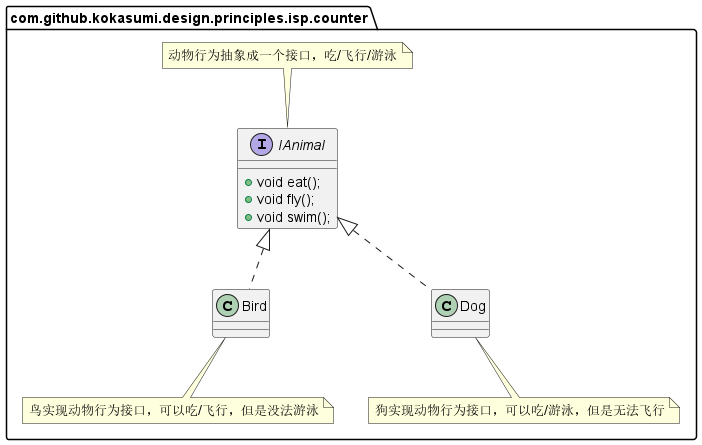 com.github.kokasumi.design.principles.isp.counter
动物行为抽象成一个接口，吃/飞行/游泳
I IAnimal
void eat();
void fly();
void swim();
C Bird
C Dog
鸟实现动物行为接口，可以吃/飞行，但是没法游泳
狗实现动物行为接口，可以吃/游泳，但是无法飞行